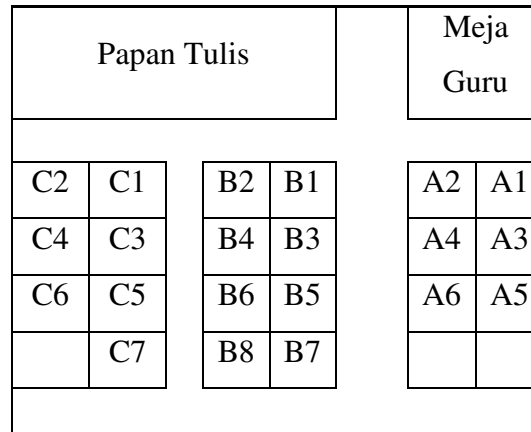 Papan Tulis
Meja
Guru
C2 C1 B2 B1 A2 A1
C4 C3 B4 B3 A4 A3
C6 C5 B6 B5 A6 A5
C7 B8 B7